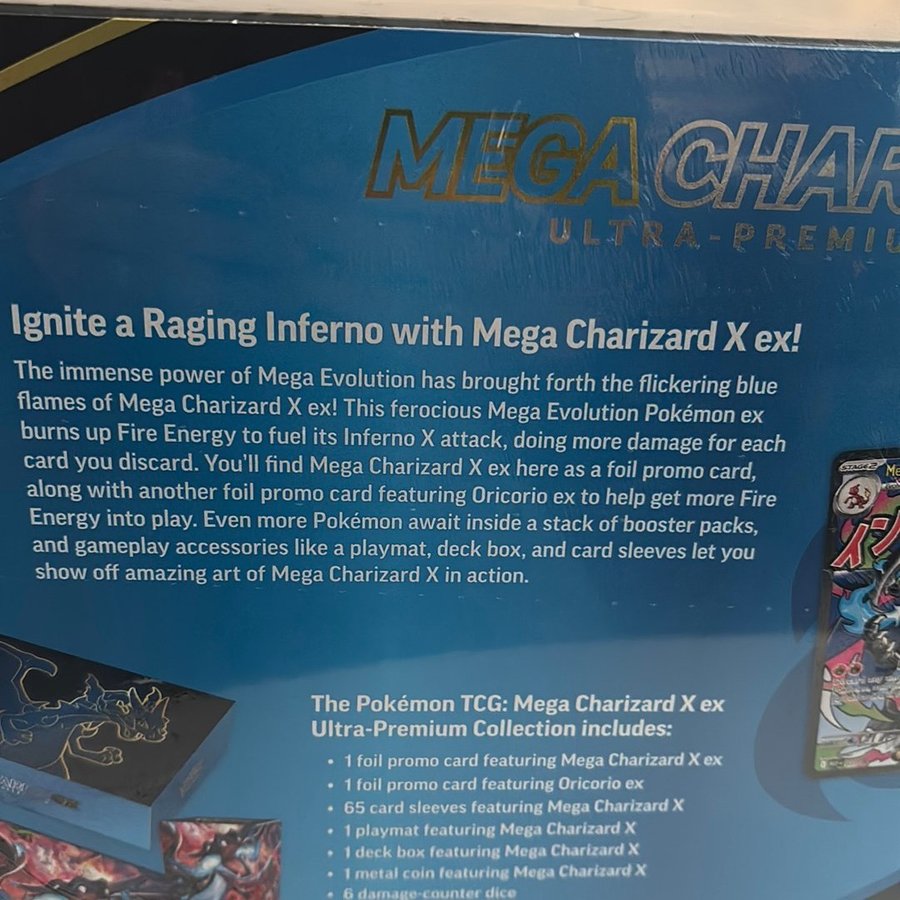 MEGA CHAR
ULTRA-PREMIU
Ignite a Raging Inferno with Mega Charizard X ex!
The immense power of Mega Evolution has brought forth the flickering blue
flames of Mega Charizard X ex! This ferocious Mega Evolution Pokémon ex
burns up Fire Energy to fuel its Inferno X attack, doing more damage for each
card you discard. You'll find Mega Charizard X ex here as a foil promo card,
along with another foil promo card featuring Oricorio ex to help get more Fire
Energy into play. Even more Pokémon await inside a stack of booster packs,
and gameplay accessories like a playmat, deck box, and card sleeves let you
show off amazing art of Mega Charizard X in action.
STAGE 2
The Pokémon TCG: Mega Charizard X ex
Ultra-Premium Collection includes:
• 1 foil promo card featuring Mega Charizard X ex
• 1 foil promo card featuring Oricorio ex
• 65 card sleeves featuring Mega Charizard X
• 1 playmat featuring Mega Charizard X
• 1 deck box featuring Mega Charizard X
• 1 metal coin featuring Mega Charizard X
• 6 damage-counter dice